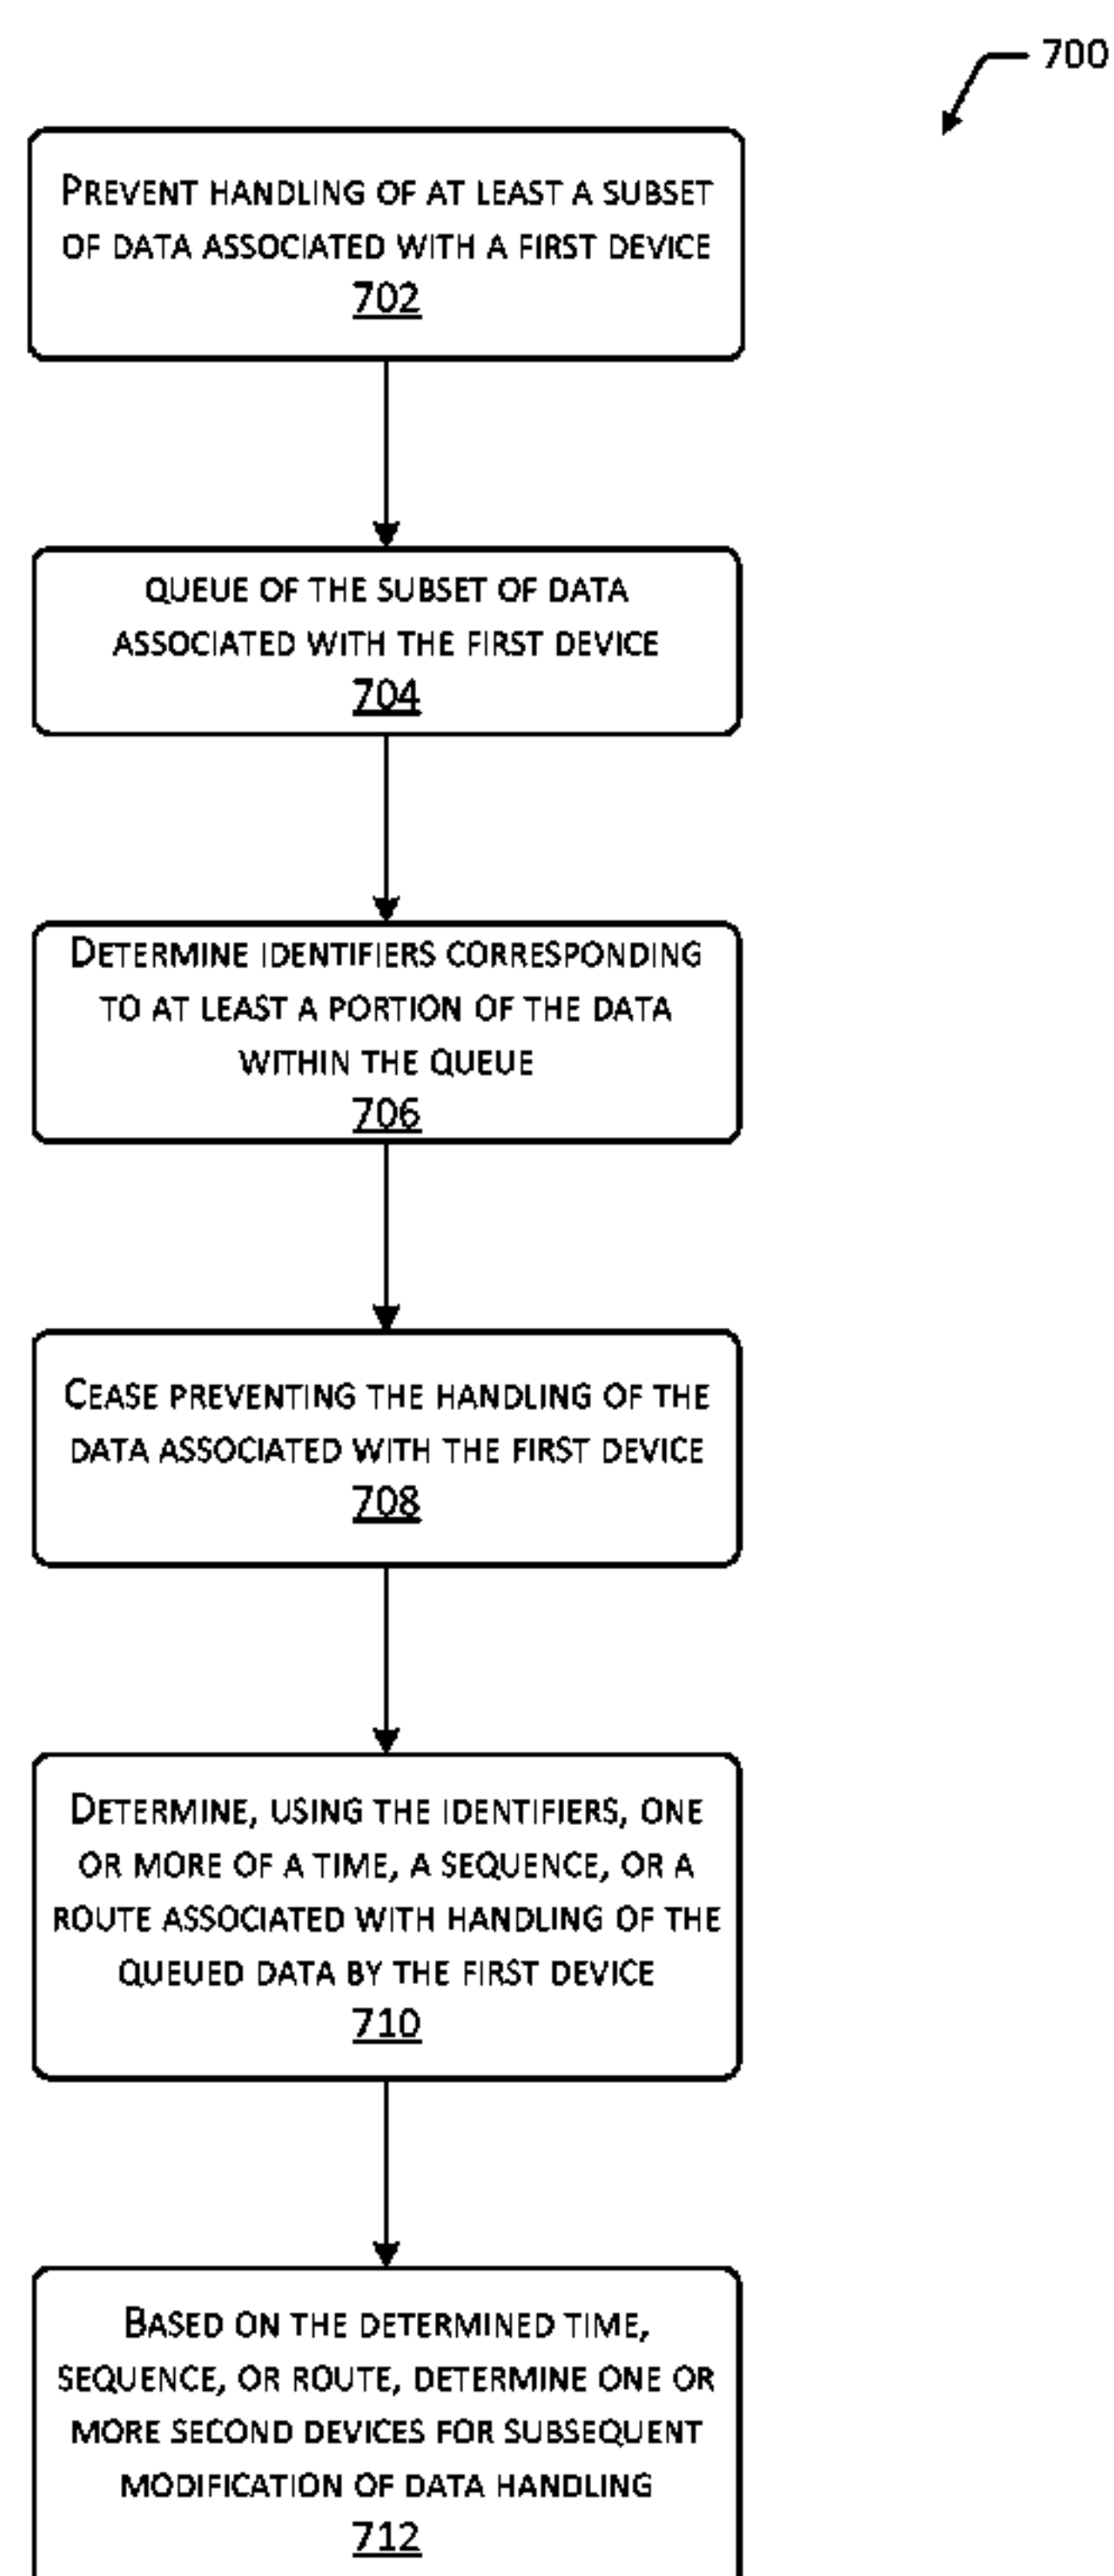 700
PREVENT HANDLING OF AT LEAST A SUBSET
OF DATA ASSOCIATED WITH A FIRST DEVICE
702
QUEUE OF THE SUBSET OF DATA
ASSOCIATED WITH THE FIRST DEVICE
704
DETERMINE IDENTIFIERS CORRESPONDING
TO AT LEAST A PORTION OF THE DATA
WITHIN THE QUEUE
706
CEASE PREVENTING THE HANDLING OF THE
DATA ASSOCIATED WITH THE FIRST DEVICE
708
DETERMINE, USING THE IDENTIFIERS, ONE
OR MORE OF A TIME, A SEQUENCE, OR A
ROUTE ASSOCIATED WITH HANDLING OF THE
QUEUED DATA BY THE FIRST DEVICE
710
BASED ON THE DETERMINED TIME,
SEQUENCE, OR ROUTE, DETERMINE ONE OR
MORE SECOND DEVICES FOR SUBSEQUENT
MODIFICATION OF DATA HANDLING
712